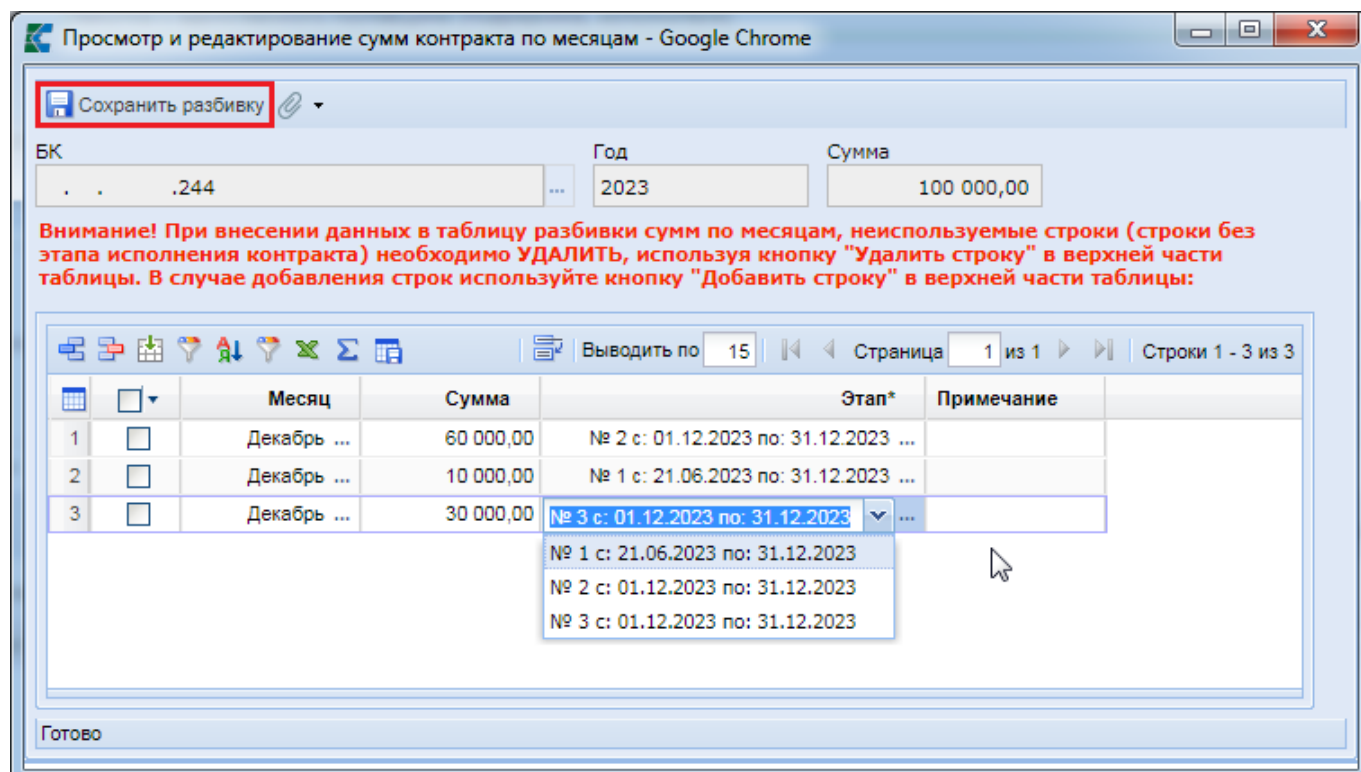 Просмотр и редактирование сумм контракта по месяцам - Google Chrome
Сохранить разбивку
БК Год Сумма
. . .244 ... 2023 100 000,00
Внимание! При внесении данных в таблицу разбивки сумм по месяцам, неиспользуемые строки (строки без
этапа исполнения контракта) необходимо УДАЛИТЬ, используя кнопку "Удалить строку" в верхней части
таблицы. В случае добавления строк используйте кнопку "Добавить строку" в верхней части таблицы:
Выводить по 15 Страница 1 из 1 Строки 1 - 3 из 3
Месяц Сумма Этап* Примечание
1 Декабрь ... 60 000,00 № 2 с: 01.12.2023 по: 31.12.2023 ...
2 Декабрь ... 10 000,00 № 1 с: 21.06.2023 по: 31.12.2023 ...
3 Декабрь ... 30 000,00 № 3 с: 01.12.2023 по: 31.12.2023 ...
№ 1 с: 21.06.2023 по: 31.12.2023
№ 2 с: 01.12.2023 по: 31.12.2023
№ 3 с: 01.12.2023 по: 31.12.2023
Готово